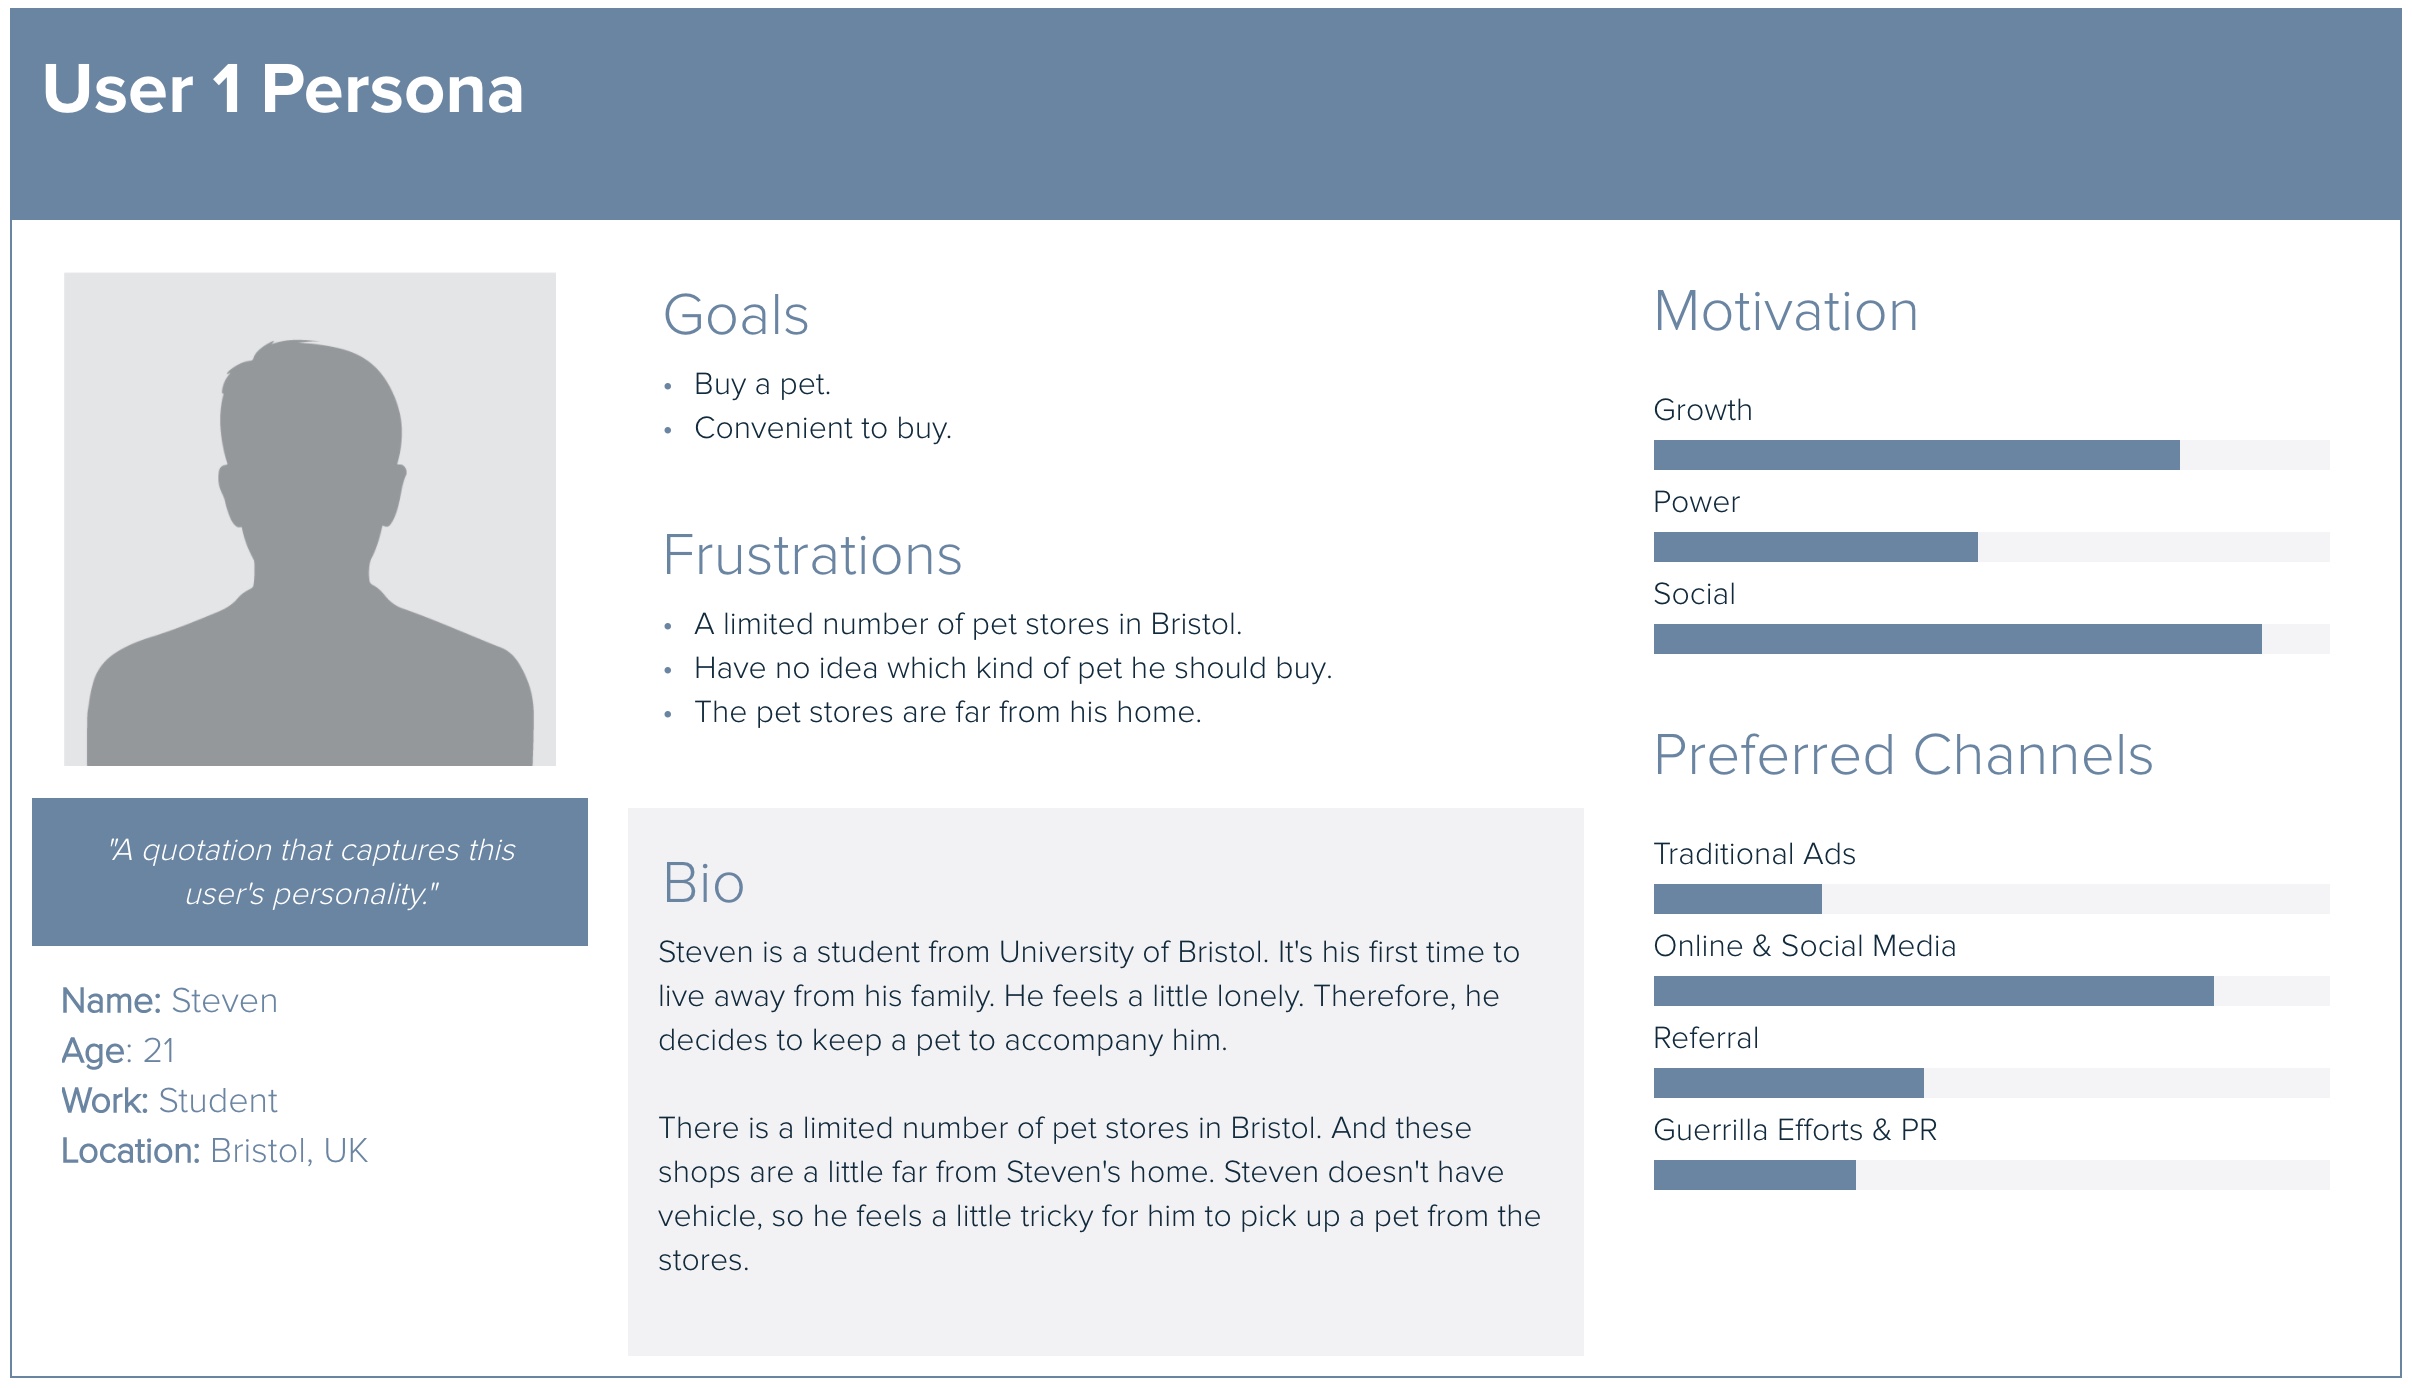 User 1 Persona
"A quotation that captures this
user's personality."
Name: Steven
Age: 21
Work: Student
Location: Bristol, UK
Goals
• Buy a pet.
• Convenient to buy.
Frustrations
• A limited number of pet stores in Bristol.
• Have no idea which kind of pet he should buy.
• The pet stores are far from his home.
Bio
Steven is a student from University of Bristol. It's his first time to
live away from his family. He feels a little lonely. Therefore, he
decides to keep a pet to accompany him.
There is a limited number of pet stores in Bristol. And these
shops are a little far from Steven's home. Steven doesn't have
vehicle, so he feels a little tricky for him to pick up a pet from the
stores.
Motivation
Growth
Power
Social
Preferred Channels
Traditional Ads
Online & Social Media
Referral
Guerrilla Efforts & PR